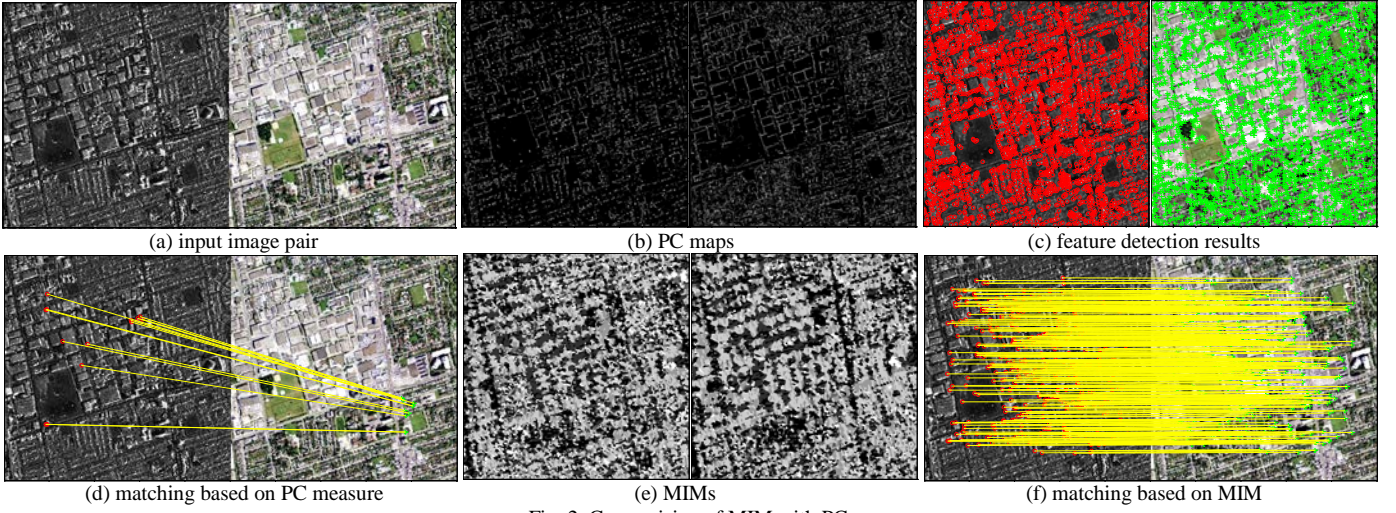 (a) input image pair
(b) PC maps
(c) feature detection results
(d) matching based on PC measure
(e) MIMs
(f) matching based on MIM